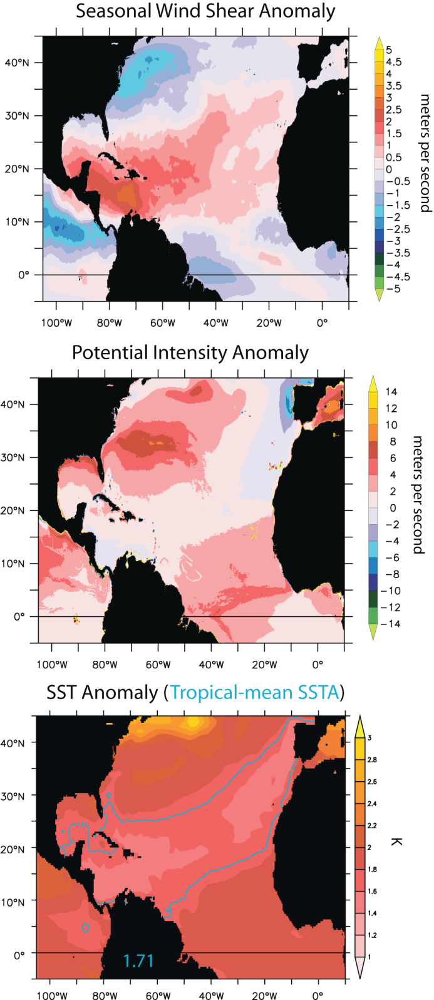 Seasonal Wind Shear Anomaly
40°N
30°N
20°N
10°N
0°
100°W 80°W 60°W 40°W 20°W 0°
5
4.5
4
3.5
3
2.5
2
1.5
1
0.5
0
−0.5
−1
−1.5
−2
−2.5
−3
−3.5
−4
−4.5
−5
meters per second
Potential Intensity Anomaly
40°N
30°N
20°N
10°N
0°
100°W 80°W 60°W 40°W 20°W 0°
14
12
10
8
6
4
2
0
−2
−4
−6
−8
−10
−12
−14
meters per second
SST Anomaly (Tropical-mean SSTA)
40°N
30°N
20°N
10°N
0°
1.71
100°W 80°W 60°W 40°W 20°W 0°
3
2.8
2.6
2.4
2.2
2
1.8
1.6
1.4
1.2
1
K